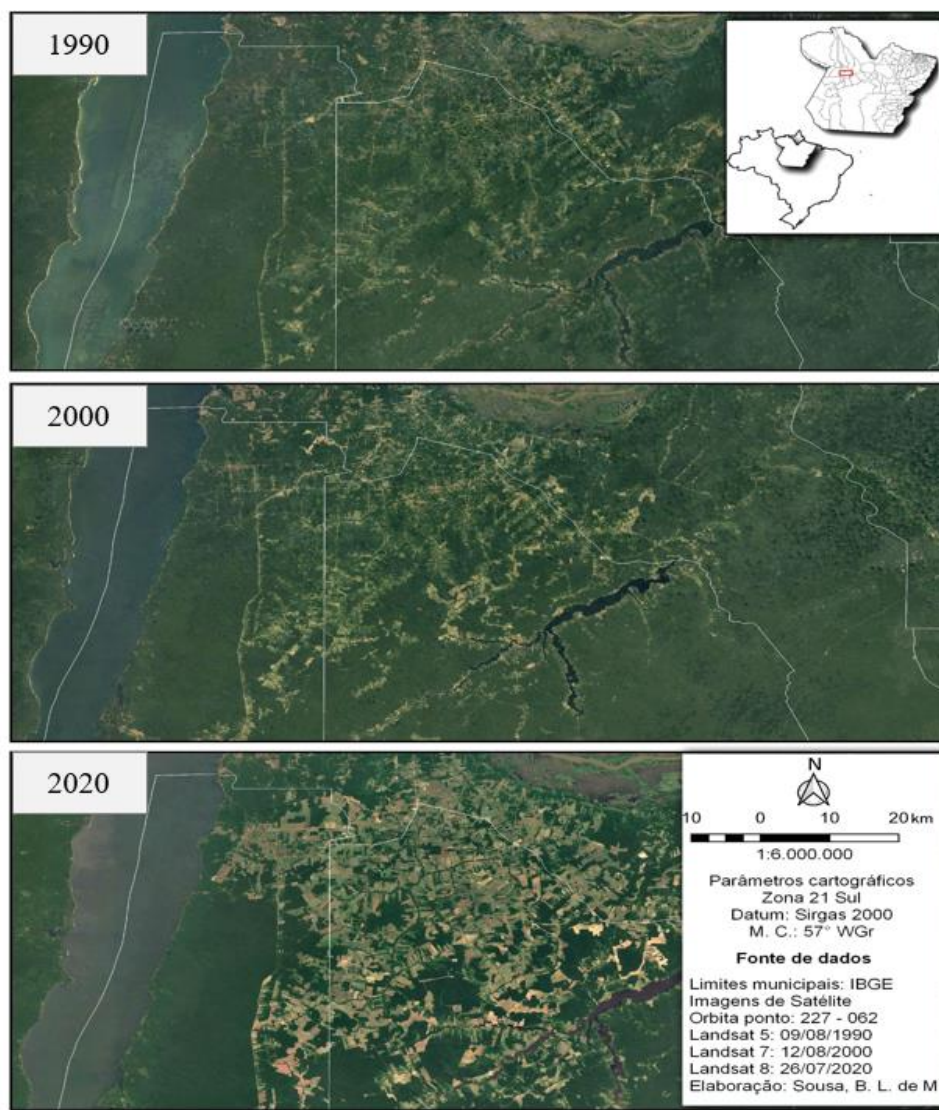 1990
2000
2020
N
10 0 10 20 km
1:6.000.000
Parâmetros cartográficos
Zona 21 Sul
Datum: Sirgas 2000
M. C.: 57° WGr
Fonte de dados
Limites municipais: IBGE
Imagens de Satélite
Orbita ponto: 227 - 062
Landsat 5: 09/08/1990
Landsat 7: 12/08/2000
Landsat 8: 26/07/2020
Elaboração: Sousa, B. L. de M